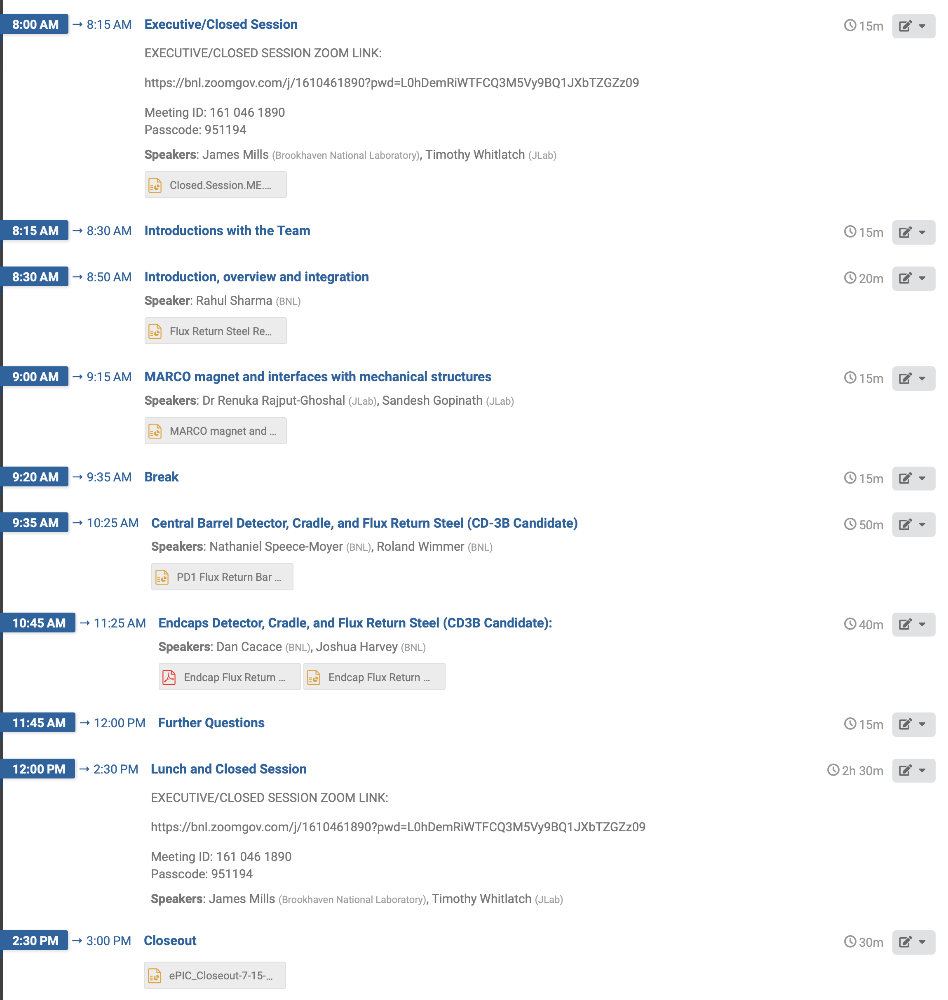 8:00 AM → 8:15 AM Executive/Closed Session 15m
EXECUTIVE/CLOSED SESSION ZOOM LINK:
https://bnl.zoomgov.com/j/1610461890?pwd=L0hDemRiWTFCQ3M5Vy9BQ1JXbTZGZz09
Meeting ID: 161 046 1890
Passcode: 951194
Speakers: James Mills (Brookhaven National Laboratory), Timothy Whitlatch (JLab)
Closed.Session.ME....
8:15 AM → 8:30 AM Introductions with the Team 15m
8:30 AM → 8:50 AM Introduction, overview and integration 20m
Speaker: Rahul Sharma (BNL)
Flux Return Steel Re...
9:00 AM → 9:15 AM MARCO magnet and interfaces with mechanical structures 15m
Speakers: Dr Renuka Rajput-Ghoshal (JLab), Sandesh Gopinath (JLab)
MARCO magnet and ...
9:20 AM → 9:35 AM Break 15m
9:35 AM → 10:25 AM Central Barrel Detector, Cradle, and Flux Return Steel (CD-3B Candidate) 50m
Speakers: Nathaniel Speece-Moyer (BNL), Roland Wimmer (BNL)
PD1 Flux Return Bar ...
10:45 AM → 11:25 AM Endcaps Detector, Cradle, and Flux Return Steel (CD3B Candidate): 40m
Speakers: Dan Cacace (BNL), Joshua Harvey (BNL)
Endcap Flux Return ... Endcap Flux Return ...
11:45 AM → 12:00 PM Further Questions 15m
12:00 PM → 2:30 PM Lunch and Closed Session 2h 30m
EXECUTIVE/CLOSED SESSION ZOOM LINK:
https://bnl.zoomgov.com/j/1610461890?pwd=L0hDemRiWTFCQ3M5Vy9BQ1JXbTZGZz09
Meeting ID: 161 046 1890
Passcode: 951194
Speakers: James Mills (Brookhaven National Laboratory), Timothy Whitlatch (JLab)
2:30 PM → 3:00 PM Closeout 30m
ePIC_Closeout-7-15-...